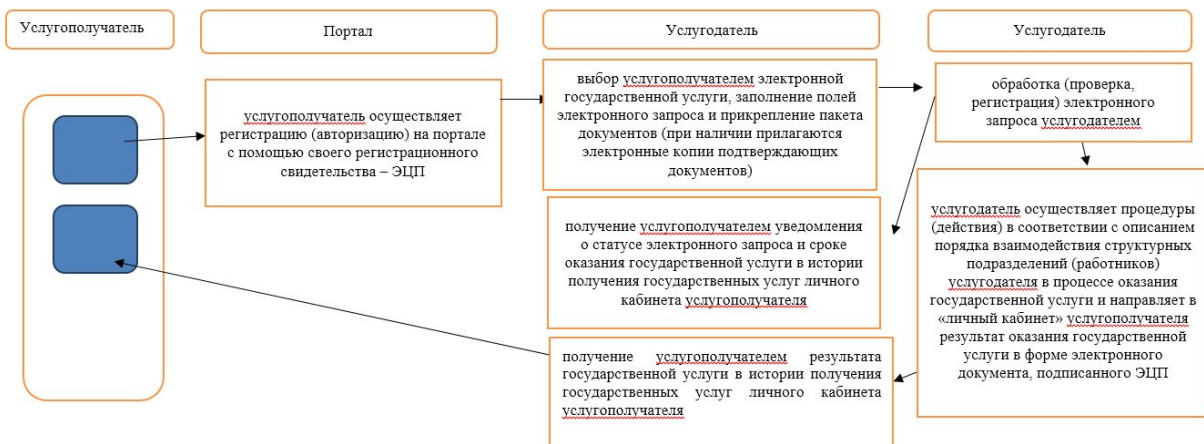 Услугополучатель
Портал
Услугодатель
Услугодатель
услугополучатель осуществляет
регистрацию (авторизацию) на портале
с помощью своего регистрационного
свидетельства – ЭЦП
выбор услугополучателем электронной
государственной услуги, заполнение полей
электронного запроса и прикрепление пакета
документов (при наличии прилагаются
электронные копии подтверждающих
документов)
обработка (проверка,
регистрация) электронного
запроса услугодателем
получение услугополучателем уведомления
о статусе электронного запроса и сроке
оказания государственной услуги в истории
получения государственных услуг личного
кабинета услугополучателя
услугодатель осуществляет процедуры
(действия) в соответствии с описанием
порядка взаимодействия структурных
подразделений (работников)
услугодателя в процессе оказания
государственной услуги и направляет в
«личный кабинет» услугополучателя
результат оказания государственной
услуги в форме электронного
документа, подписанного ЭЦП
получение услугополучателем результата
государственной услуги в истории получения
государственных услуг личного кабинета
услугополучателя